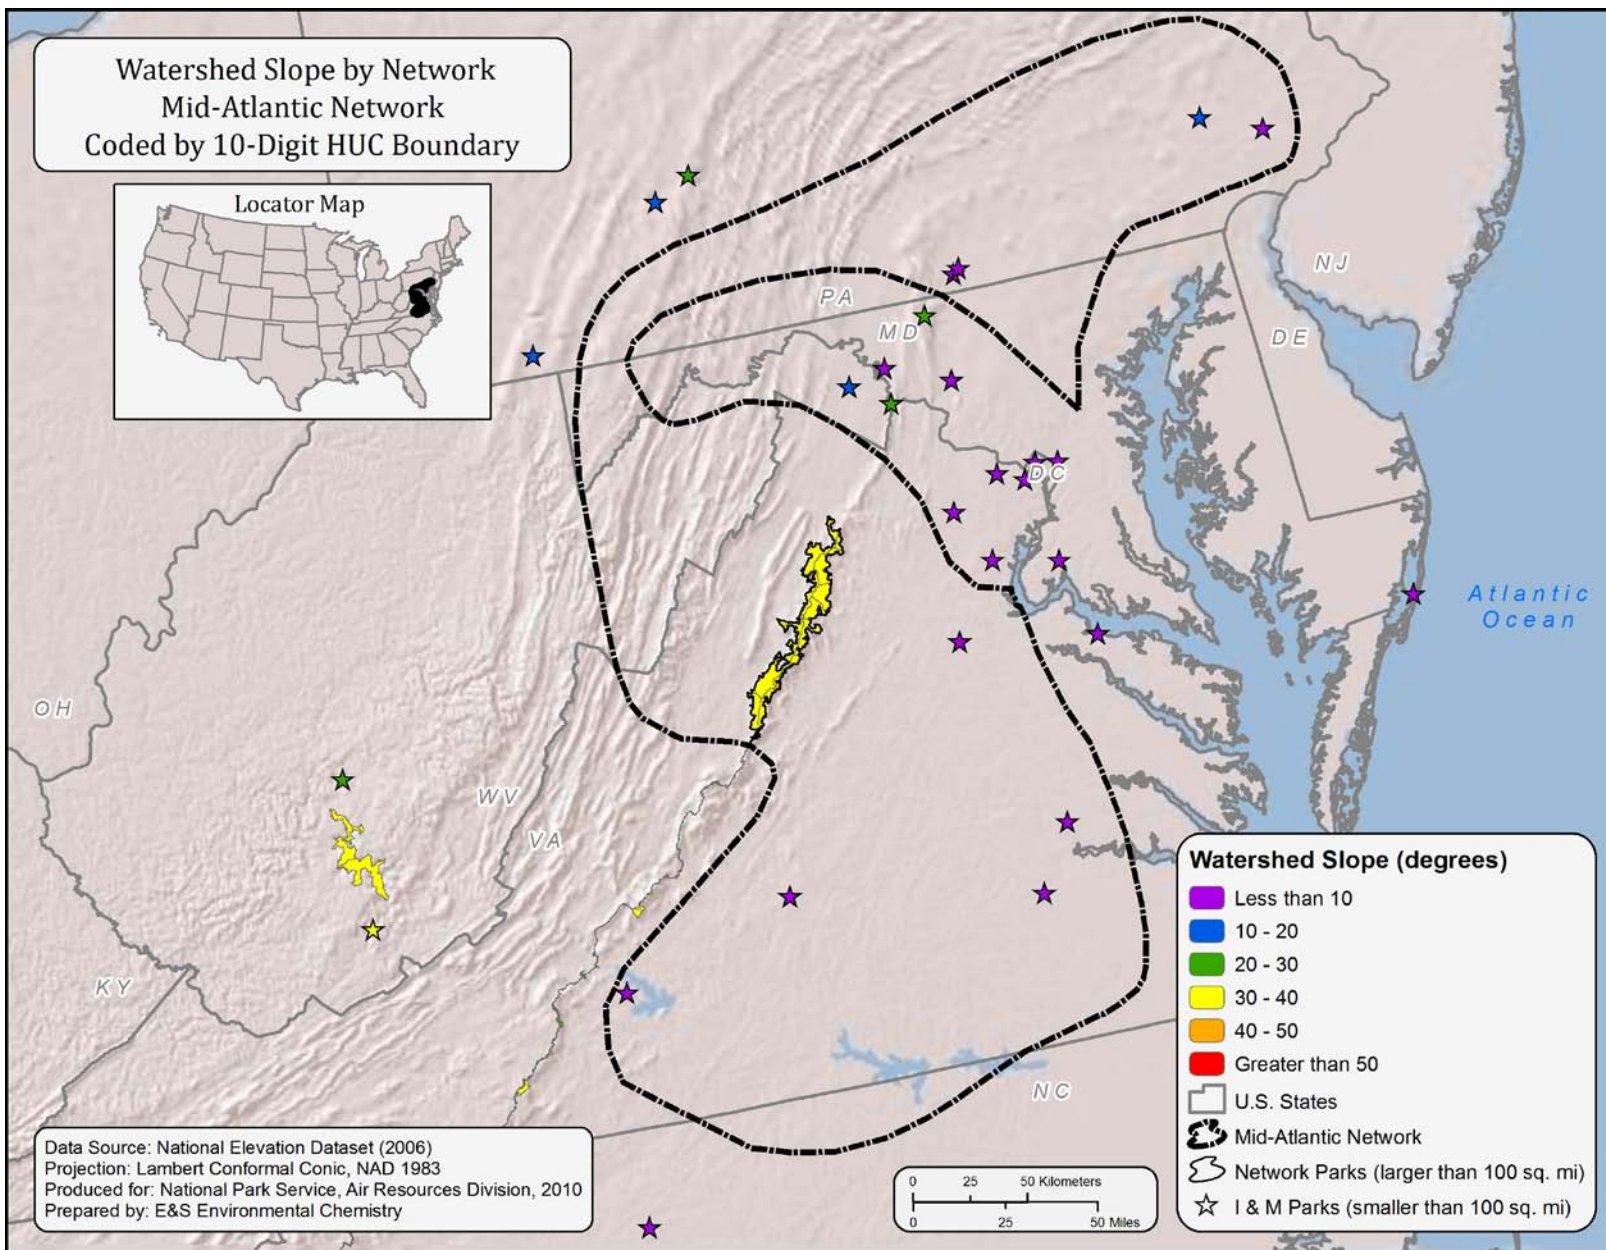 Watershed Slope by Network
Mid-Atlantic Network
Coded by 10-Digit HUC Boundary
Locator Map
PA
MD
NJ
DE
DC
Atlantic
Ocean
OH
WV
VA
KY
NC
Watershed Slope (degrees)
Less than 10
10 - 20
20 - 30
30 - 40
40 - 50
Greater than 50
U.S. States
Mid-Atlantic Network
Network Parks (larger than 100 sq. mi)
I & M Parks (smaller than 100 sq. mi)
Data Source: National Elevation Dataset (2006)
Projection: Lambert Conformal Conic, NAD 1983
Produced for: National Park Service, Air Resources Division, 2010
Prepared by: E&S Environmental Chemistry
0 25 50 Kilometers
0 25 50 Miles